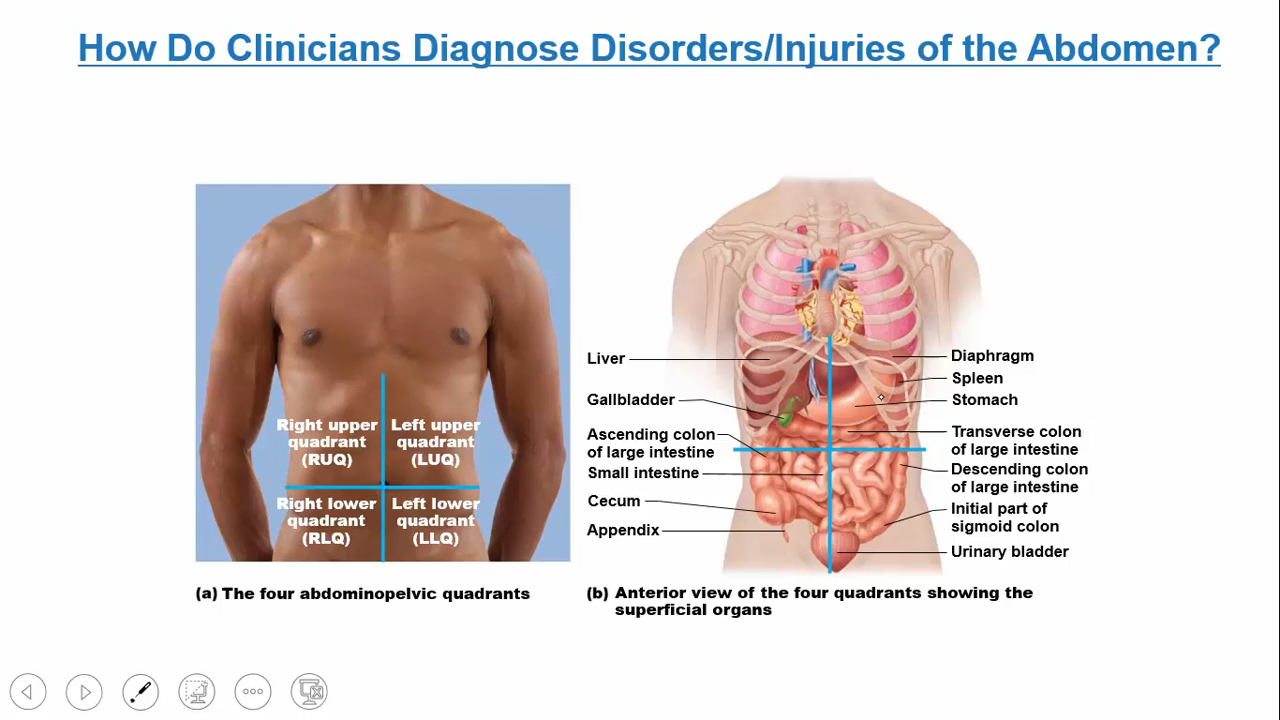 How Do Clinicians Diagnose Disorders/Injuries of the Abdomen?
Right upper
quadrant
(RUQ)
Left upper
quadrant
(LUQ)
Right lower
quadrant
(RLQ)
Left lower
quadrant
(LLQ)
(a) The four abdominopelvic quadrants
Liver
Gallbladder
Ascending colon
of large intestine
Small intestine
Cecum
Appendix
Diaphragm
Spleen
Stomach
Transverse colon
of large intestine
Descending colon
of large intestine
Initial part of
sigmoid colon
Urinary bladder
(b) Anterior view of the four quadrants showing the
superficial organs